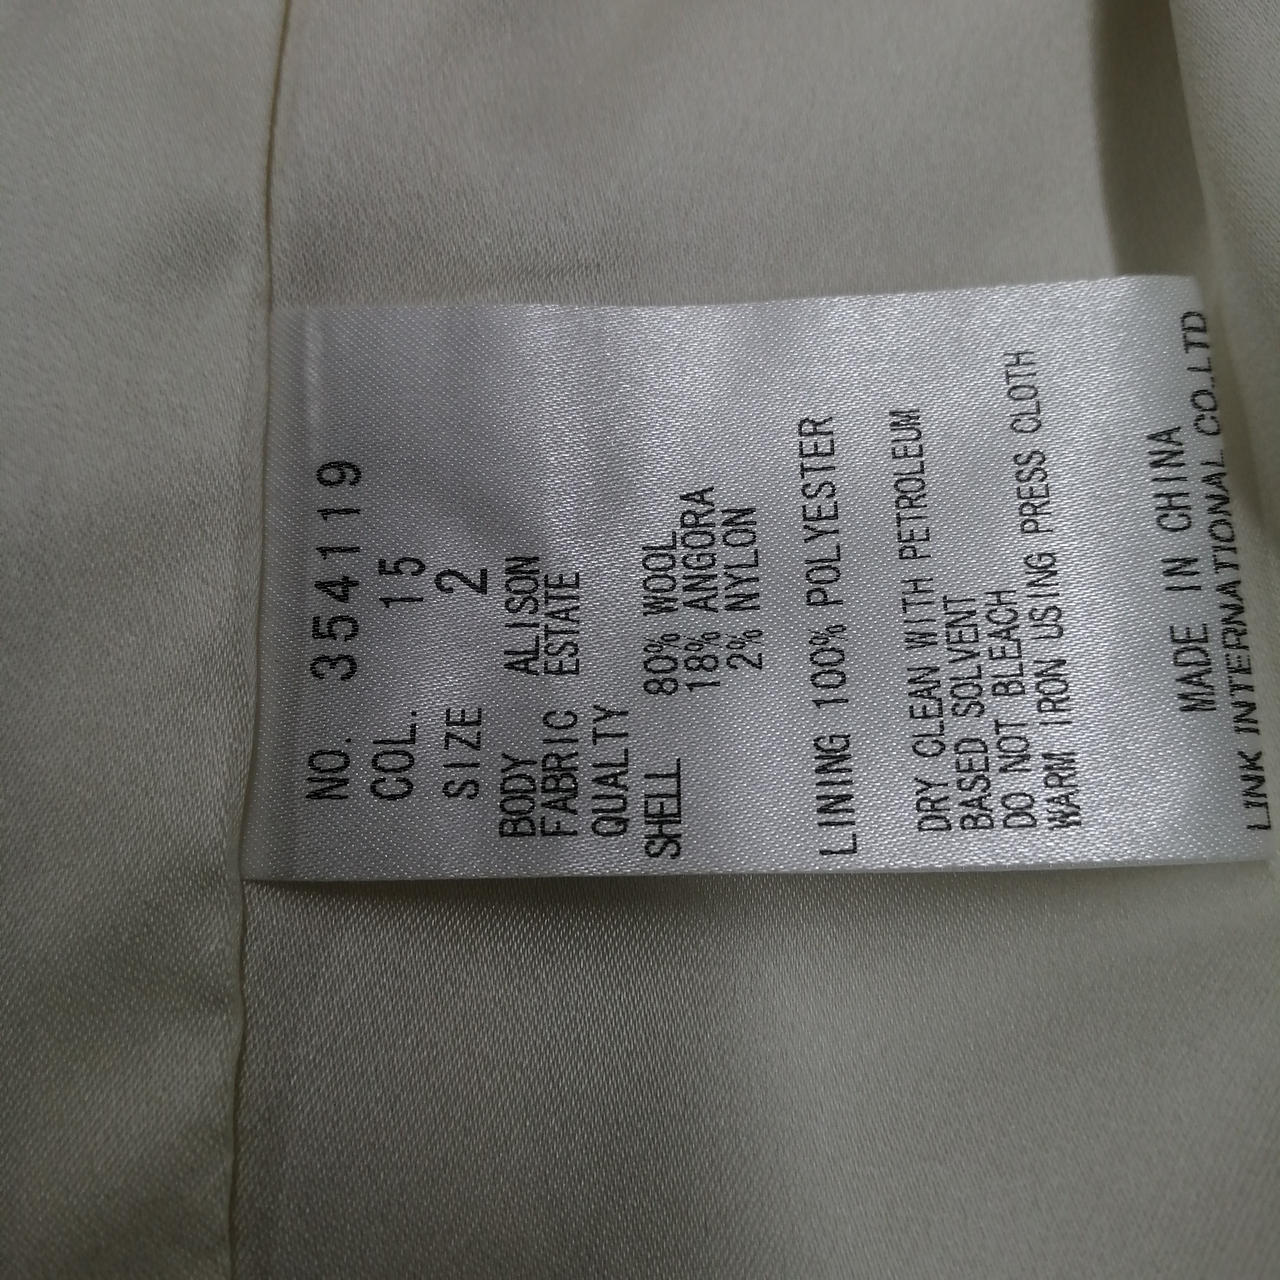 NO. 354119
COL. 15
SIZE 2
BODY ALISON
FABRIC ESTATE
QUALTY
SHELL 80% WOOL
18% ANGORA
2% NYLON
LINING 100% POLYESTER
DRY CLEAN WITH PETROLEUM
BASED SOLVENT
DO NOT BLEACH
WARM IRON USING PRESS CLOTH
MADE IN CHINA
LINK INTERNATIONAL CO.,LTD